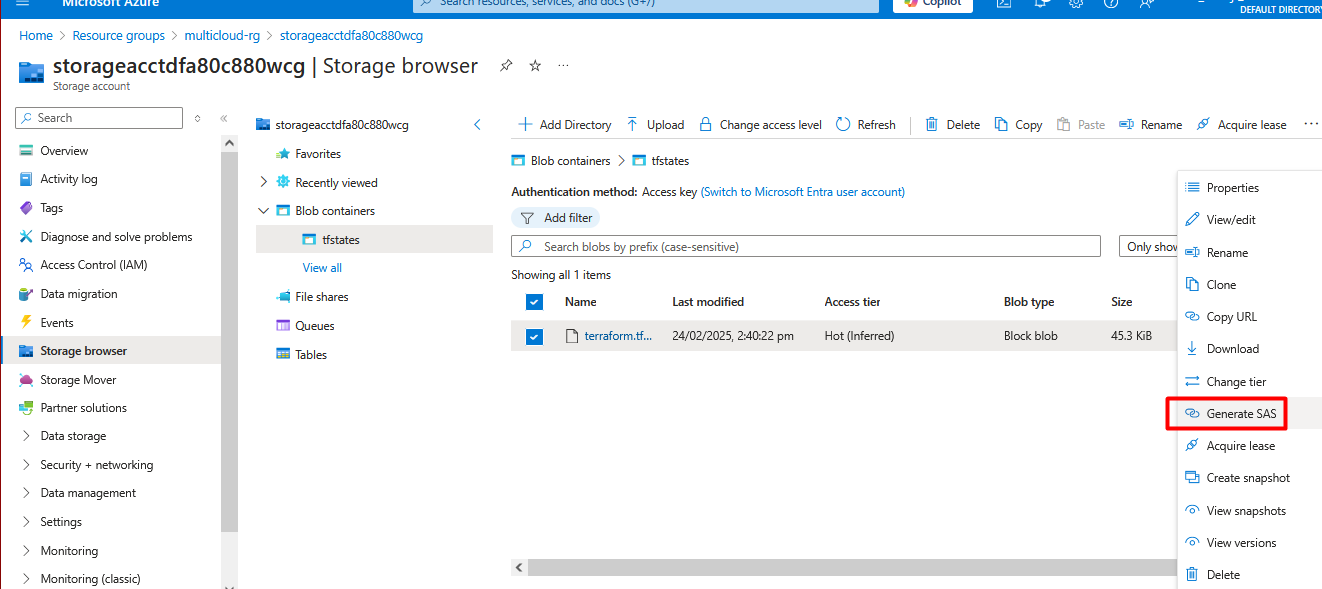 Microsoft Azure
Search resources, services, and docs (G+/)
Copilot
DEFAULT DIRECTORY
Home > Resource groups > multicloud-rg > storageacctdfa80c880wcg
storageacctdfa80c880wcg | Storage browser
Storage account
Search
Overview
Activity log
Tags
Diagnose and solve problems
Access Control (IAM)
Data migration
Events
Storage browser
Storage Mover
Partner solutions
Data storage
Security + networking
Data management
Settings
Monitoring
Monitoring (classic)
storageacctdfa80c880wcg
Favorites
Recently viewed
Blob containers
tfstates
View all
File shares
Queues
Tables
Add Directory Upload Change access level Refresh Delete Copy Paste Rename Acquire lease
Blob containers > tfstates
Authentication method: Access key (Switch to Microsoft Entra user account)
Add filter
Search blobs by prefix (case-sensitive)
Only show
Showing all 1 items
Name Last modified Access tier Blob type Size
terraform.tf... 24/02/2025, 2:40:22 pm Hot (Inferred) Block blob 45.3 KiB
Properties
View/edit
Rename
Clone
Copy URL
Download
Change tier
Generate SAS
Acquire lease
Create snapshot
View snapshots
View versions
Delete